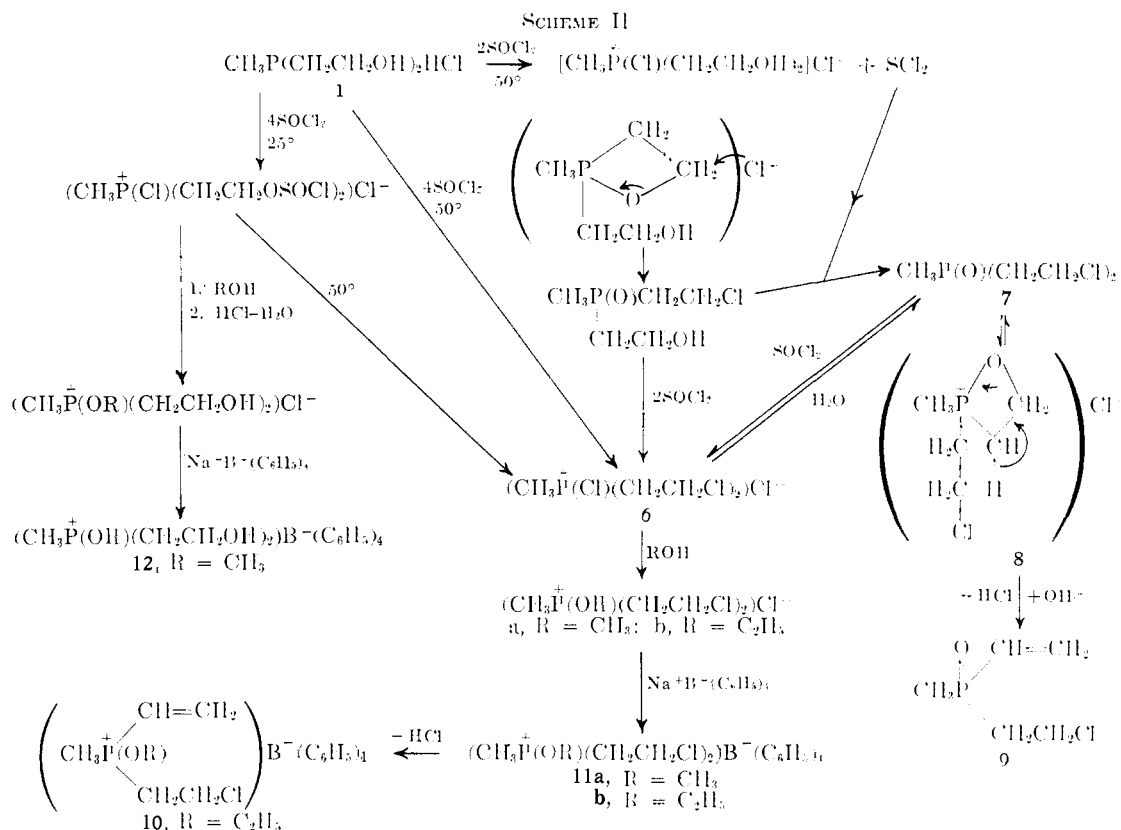 SCHEME II
CH₃P(CH₂CH₂OH)₂HCl
1
2SOCl₂
50°
[CH₃P⁺(Cl)(CH₂CH₂OH)₂]Cl⁻ + SCl₂
4SOCl₂
25°
(CH₃P⁺(Cl)(CH₂CH₂OSOCl)₂)Cl⁻
4SOCl₂
50°
CH₂
CH₃P
CH₂
Cl⁻
O
CH₂CH₂OH
50°
1. ROH
2. HCl-H₂O
CH₃P(O)CH₂CH₂Cl
CH₂CH₂OH
CH₃P(O)(CH₂CH₂Cl)₂
7
SOCl₂
H₂O
2SOCl₂
O
CH₃P
CH₂
Cl⁻
H₂C
CH
H₂C
H
Cl
8
(CH₃P⁺(OR)(CH₂CH₂OH)₂)Cl⁻
Na⁺B⁻(C₆H₅)₄
(CH₃P⁺(Cl)(CH₂CH₂Cl)₂)Cl⁻
6
(CH₃P⁺(OR)(CH₂CH₂OH)₂)B⁻(C₆H₅)₄
12, R = CH₃
ROH
-HCl
+OH⁻
(CH₃P⁺(OR)(CH₂CH₂Cl)₂)Cl⁻
a, R = CH₃; b, R = C₂H₅
O
CH=CH₂
CH₃P
CH₂CH₂Cl
9
Na⁺B⁻(C₆H₅)₄
CH=CH₂
CH₃P⁺(OR)
B⁻(C₆H₅)₄
CH₂CH₂Cl
10, R = C₂H₅
-HCl
(CH₃P⁺(OR)(CH₂CH₂Cl)₂)B⁻(C₆H₅)₄
11a, R = CH₃
b, R = C₂H₅